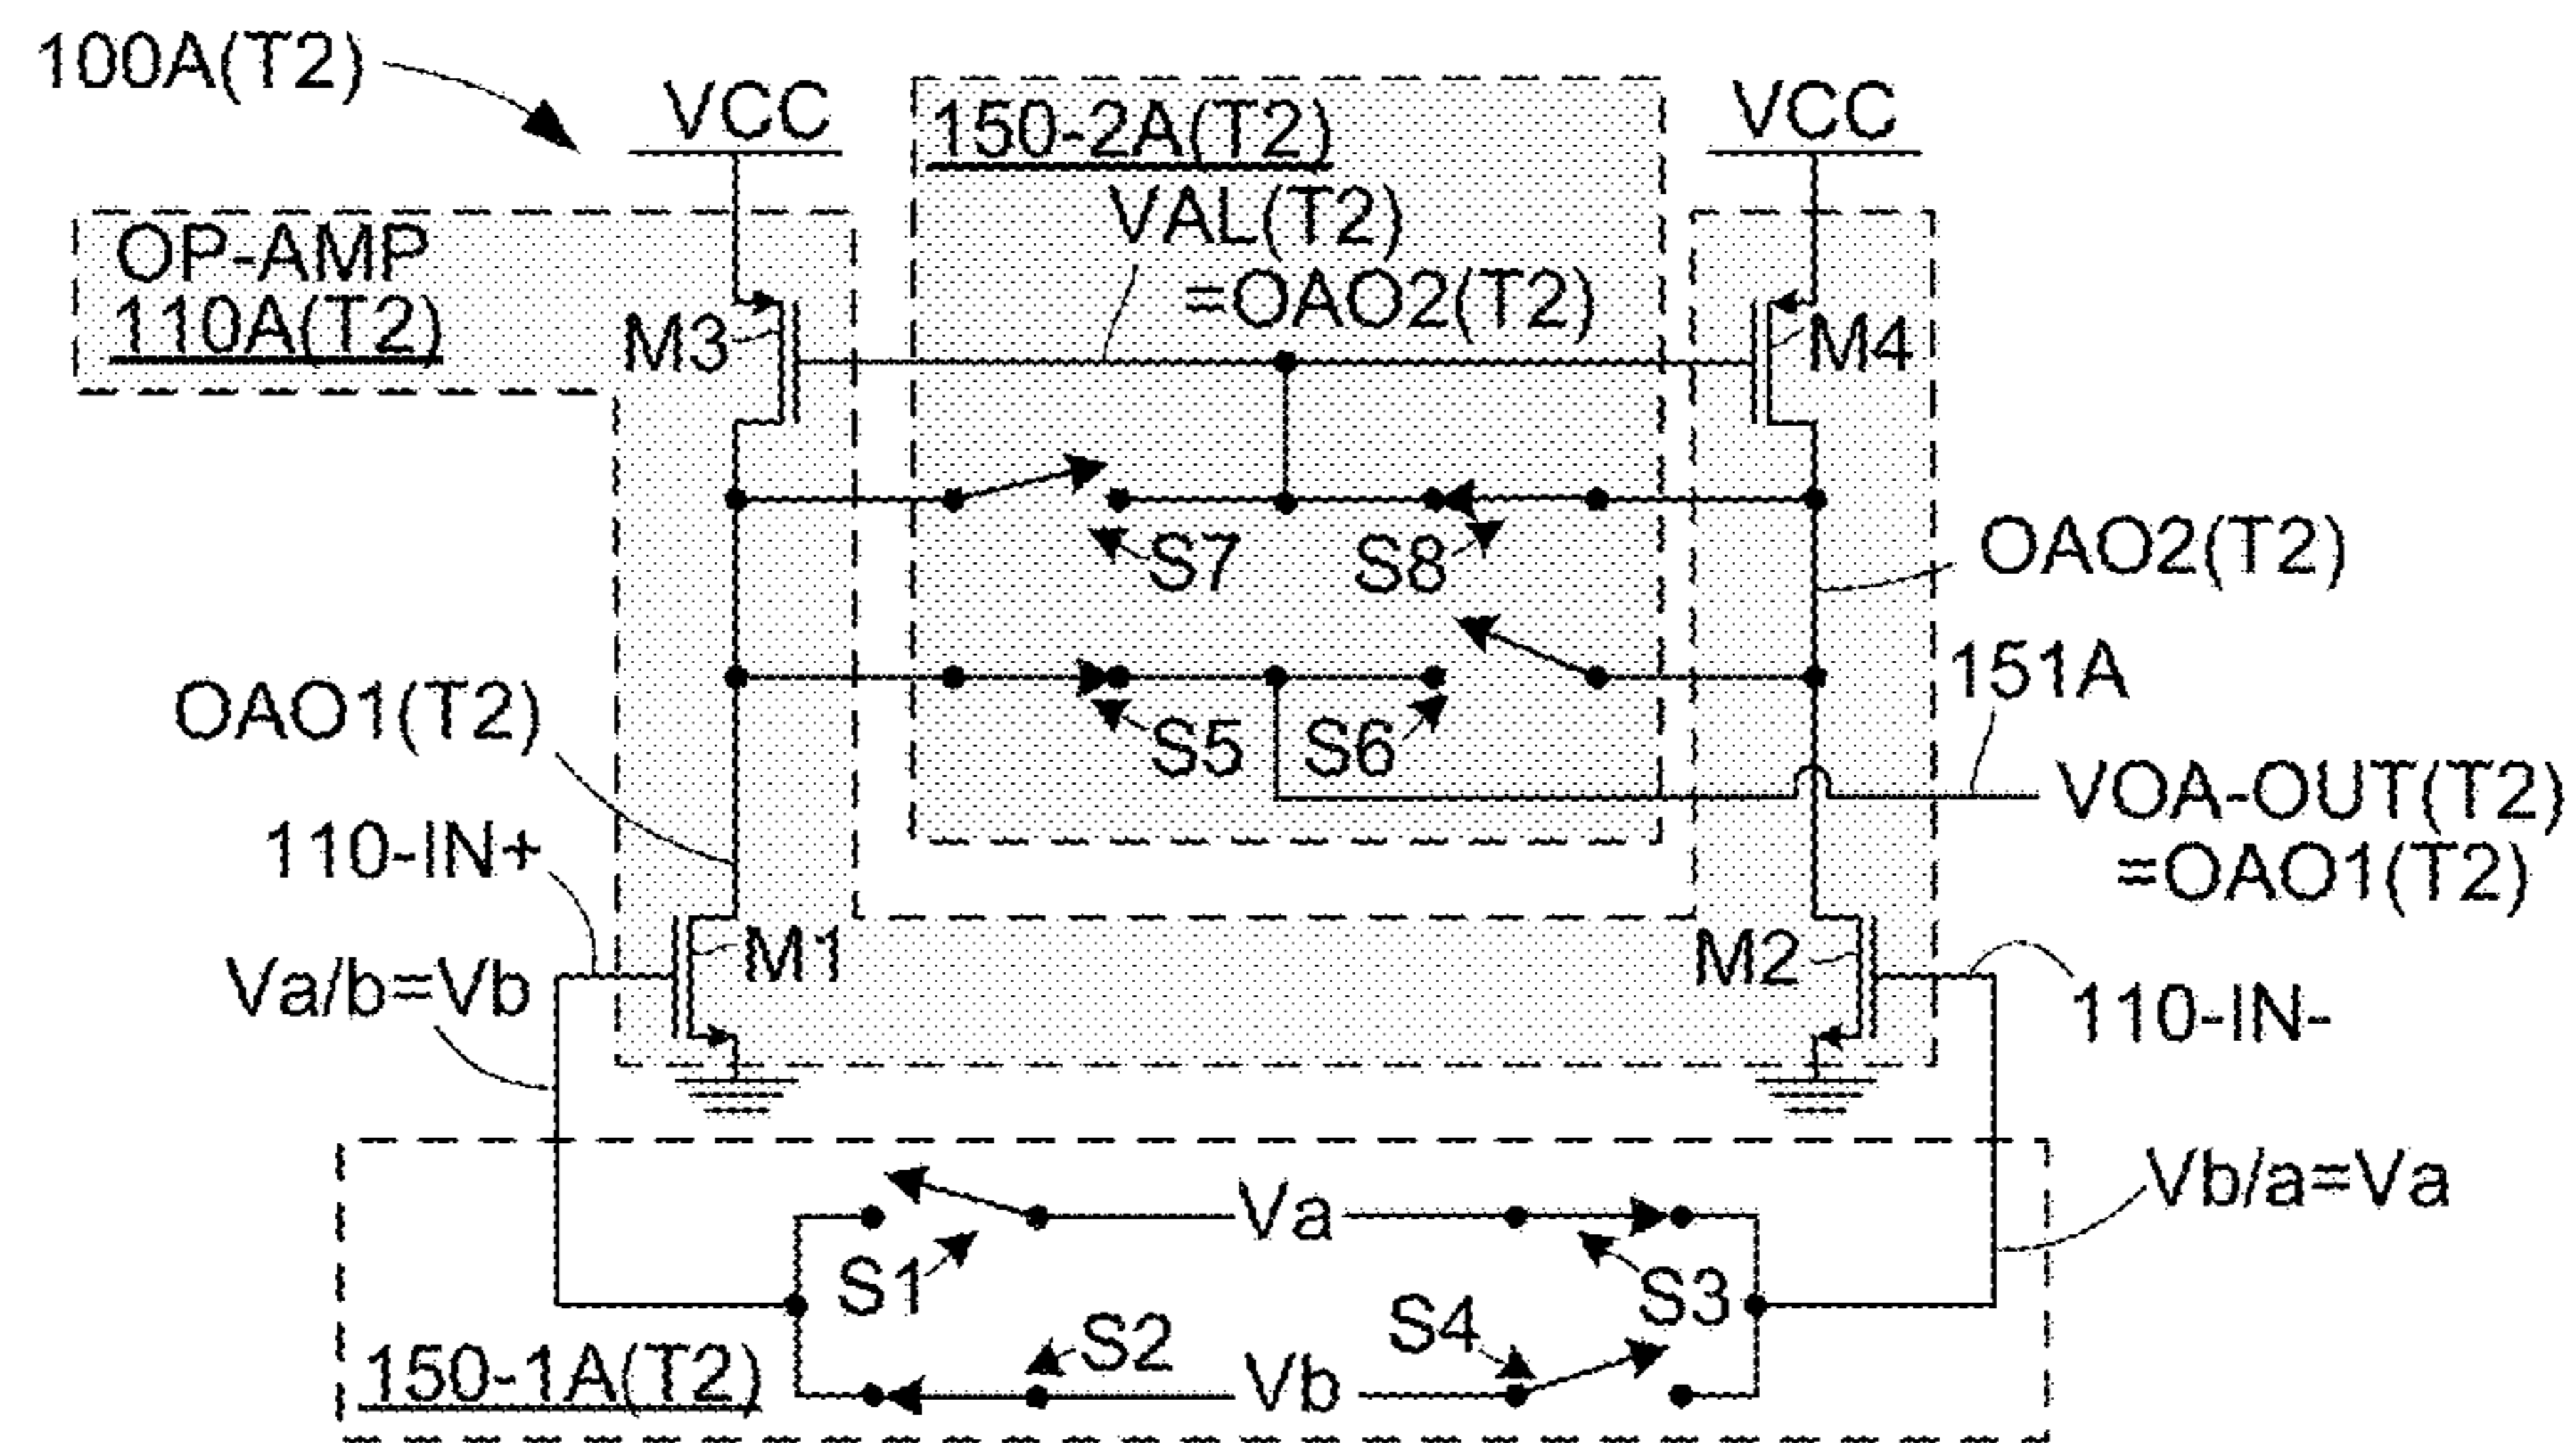 100A(T2)
VCC
VCC
150-2A(T2)
VAL(T2)
=OAO2(T2)
OP-AMP
110A(T2)
M3
M4
S7
S8
OAO2(T2)
151A
OAO1(T2)
S5
S6
VOA-OUT(T2)
=OAO1(T2)
110-IN+
M1
M2
Va/b=Vb
110-IN-
Vb/a=Va
Va
S1
S3
S2
S4
Vb
150-1A(T2)